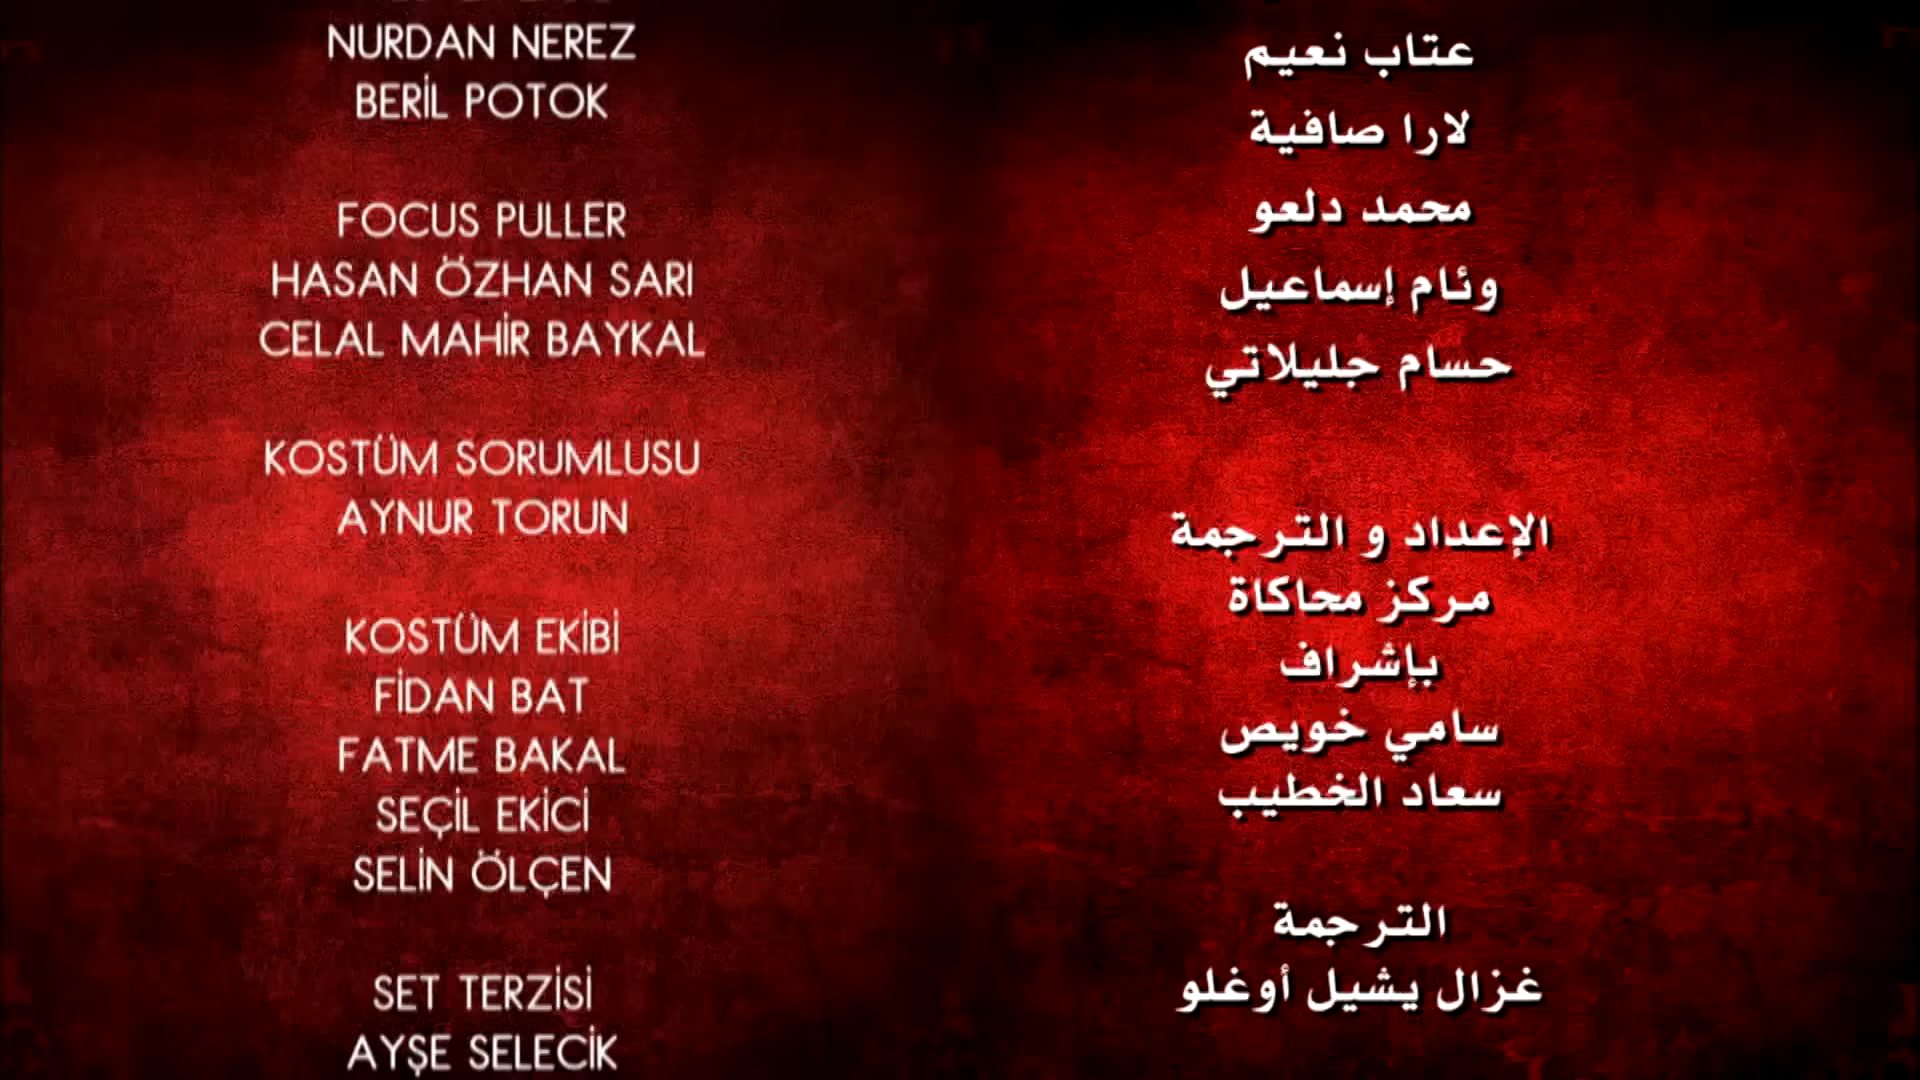 NURDAN NEREZ
BERİL POTOK
FOCUS PULLER
HASAN ÖZHAN SARI
CELAL MAHİR BAYKAL
KOSTÜM SORUMLUSU
AYNUR TORUN
KOSTÜM EKİBİ
FİDAN BAT
FATME BAKAL
SEÇİL EKİCİ
SELİN ÖLÇEN
SET TERZİSİ
AYŞE SELECİK
عتاب نعيم
لارا صافية
محمد دلعو
وئام إسماعيل
حسام جليلاتي
الإعداد و الترجمة
مركز محاكاة
بإشراف
سامي خويص
سعاد الخطيب
الترجمة
غزال يشيل أوغلو